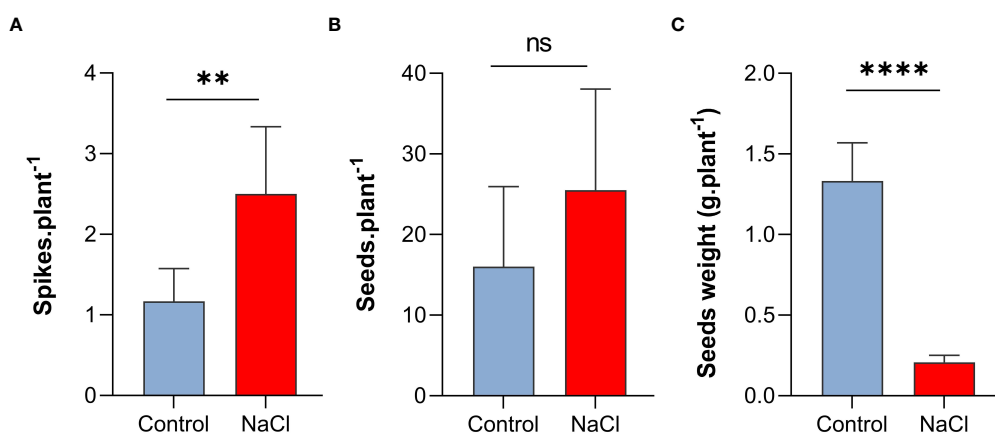 A
Spikes.plant⁻¹
4
3
2
1
0
**
Control
NaCl
B
Seeds.plant⁻¹
40
30
20
10
0
ns
Control
NaCl
C
Seeds weight (g.plant⁻¹)
2.0
1.5
1.0
0.5
0.0
****
Control
NaCl